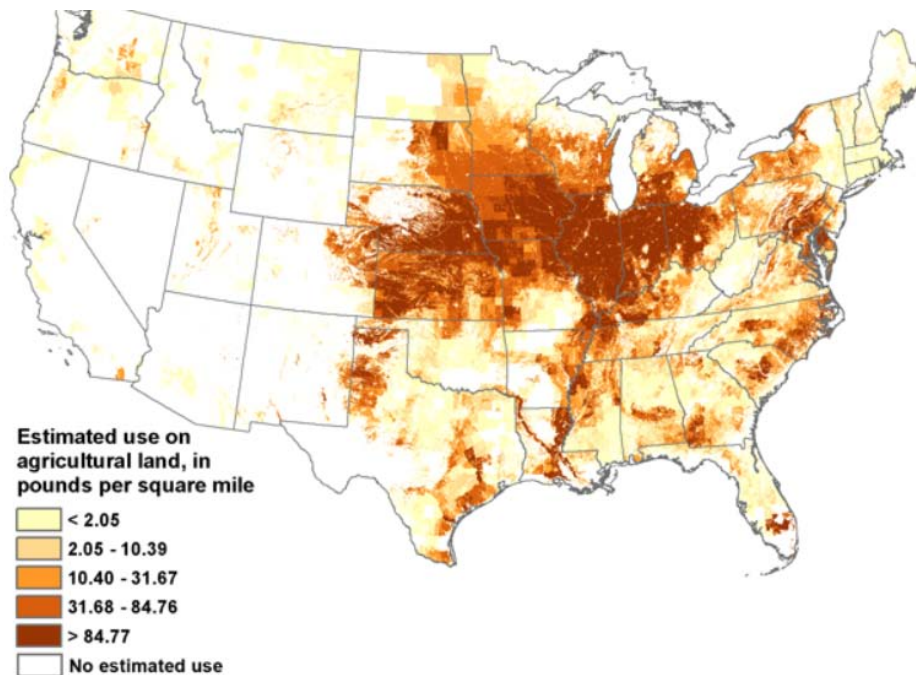 Estimated use on
agricultural land, in
pounds per square mile
< 2.05
2.05 - 10.39
10.40 - 31.67
31.68 - 84.76
> 84.77
No estimated use